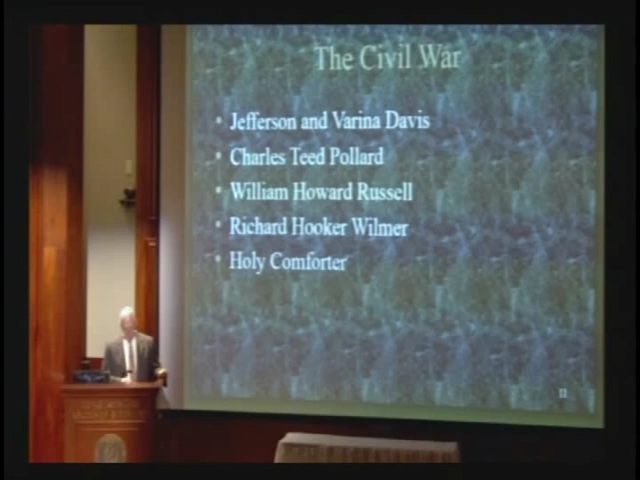 The Civil War
• Jefferson and Varina Davis
• Charles Teed Pollard
• William Howard Russell
• Richard Hooker Wilmer
• Holy Comforter